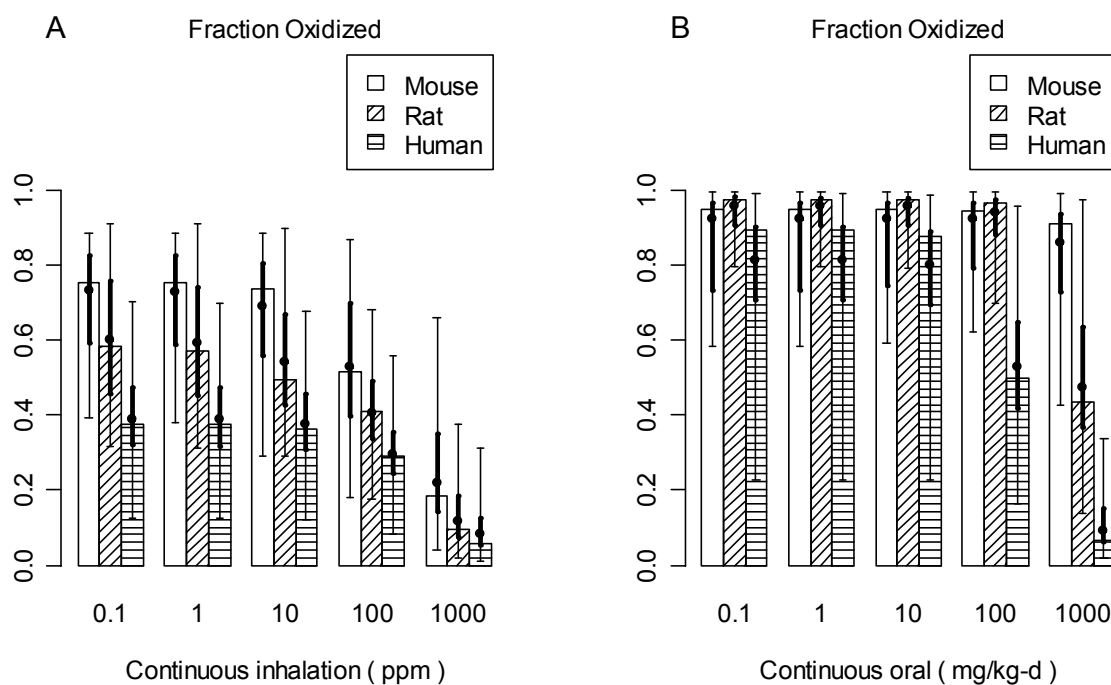 A
Fraction Oxidized
Mouse
Rat
Human
1.0
0.8
0.6
0.4
0.2
0.0
0.1 1 10 100 1000
Continuous inhalation ( ppm )
B
Fraction Oxidized
Mouse
Rat
Human
1.0
0.8
0.6
0.4
0.2
0.0
0.1 1 10 100 1000
Continuous oral ( mg/kg-d )